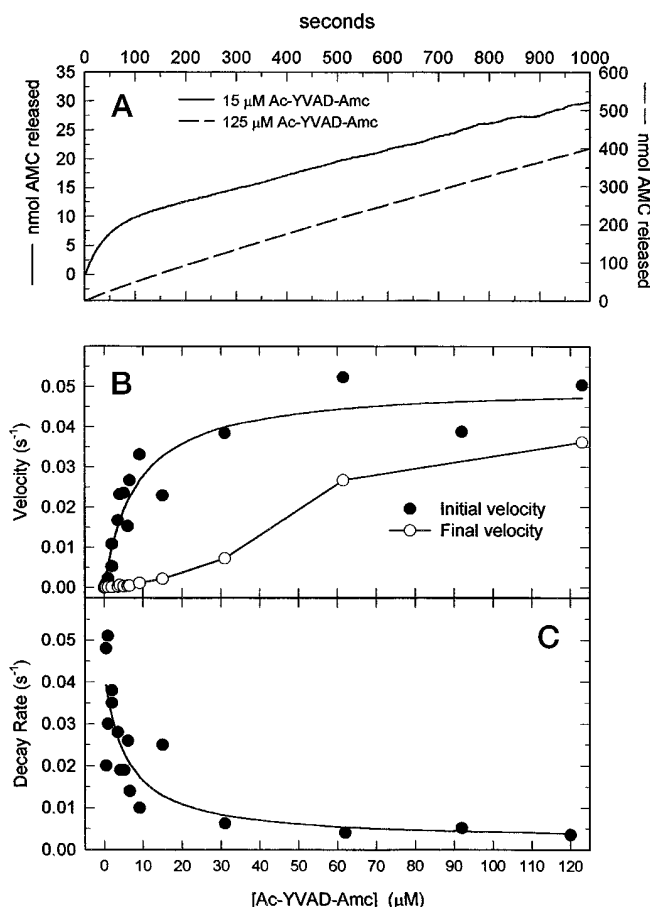 seconds
0 100 200 300 400 500 600 700 800 900 1000
A
15 μM Ac-YVAD-Amc
125 μM Ac-YVAD-Amc
nmol AMC released
35
30
25
20
15
10
5
0
nmol AMC released
600
500
400
300
200
100
0
B
Velocity (s⁻¹)
0.05
0.04
0.03
0.02
0.01
0.00
Initial velocity
Final velocity
C
Decay Rate (s⁻¹)
0.05
0.04
0.03
0.02
0.01
0.00
0 10 20 30 40 50 60 70 80 90 100 110 120
[Ac-YVAD-Amc] (μM)